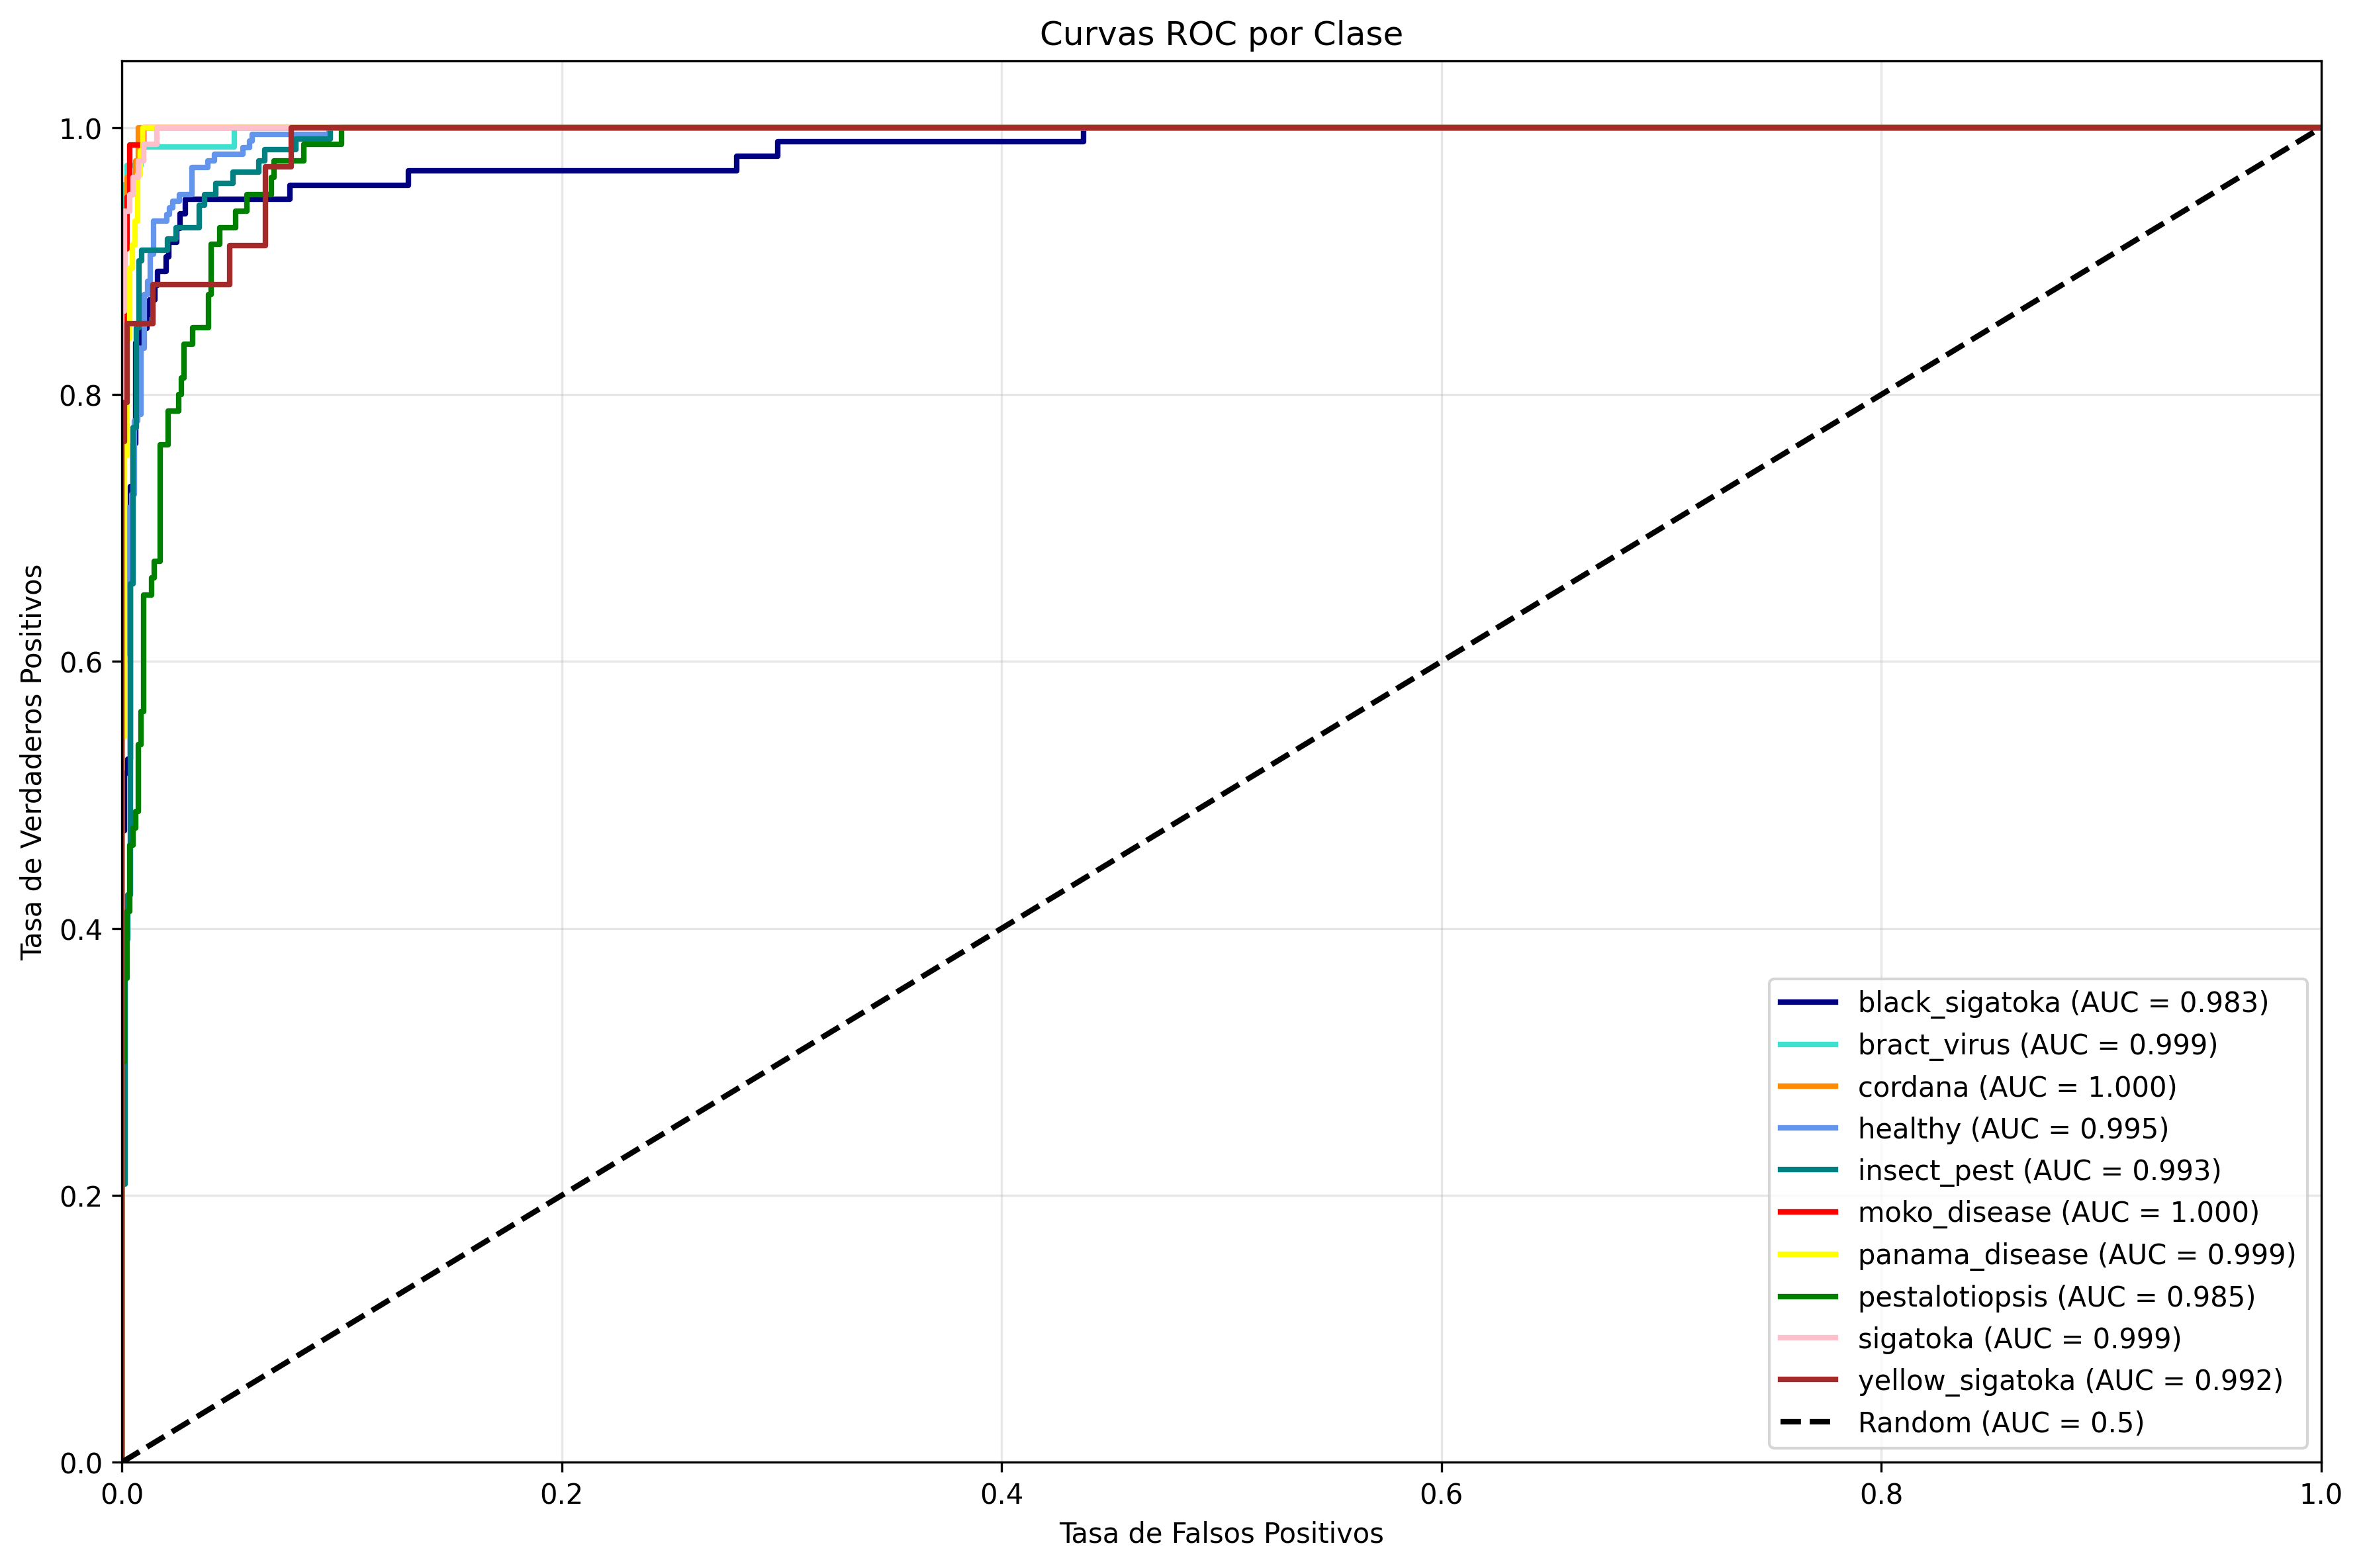 Curvas ROC por Clase
Tasa de Verdaderos Positivos
1.0
0.8
0.6
0.4
0.2
0.0
0.0
0.2
0.4
0.6
0.8
1.0
Tasa de Falsos Positivos
black_sigatoka (AUC = 0.983)
bract_virus (AUC = 0.999)
cordana (AUC = 1.000)
healthy (AUC = 0.995)
insect_pest (AUC = 0.993)
moko_disease (AUC = 1.000)
panama_disease (AUC = 0.999)
pestalotiopsis (AUC = 0.985)
sigatoka (AUC = 0.999)
yellow_sigatoka (AUC = 0.992)
Random (AUC = 0.5)